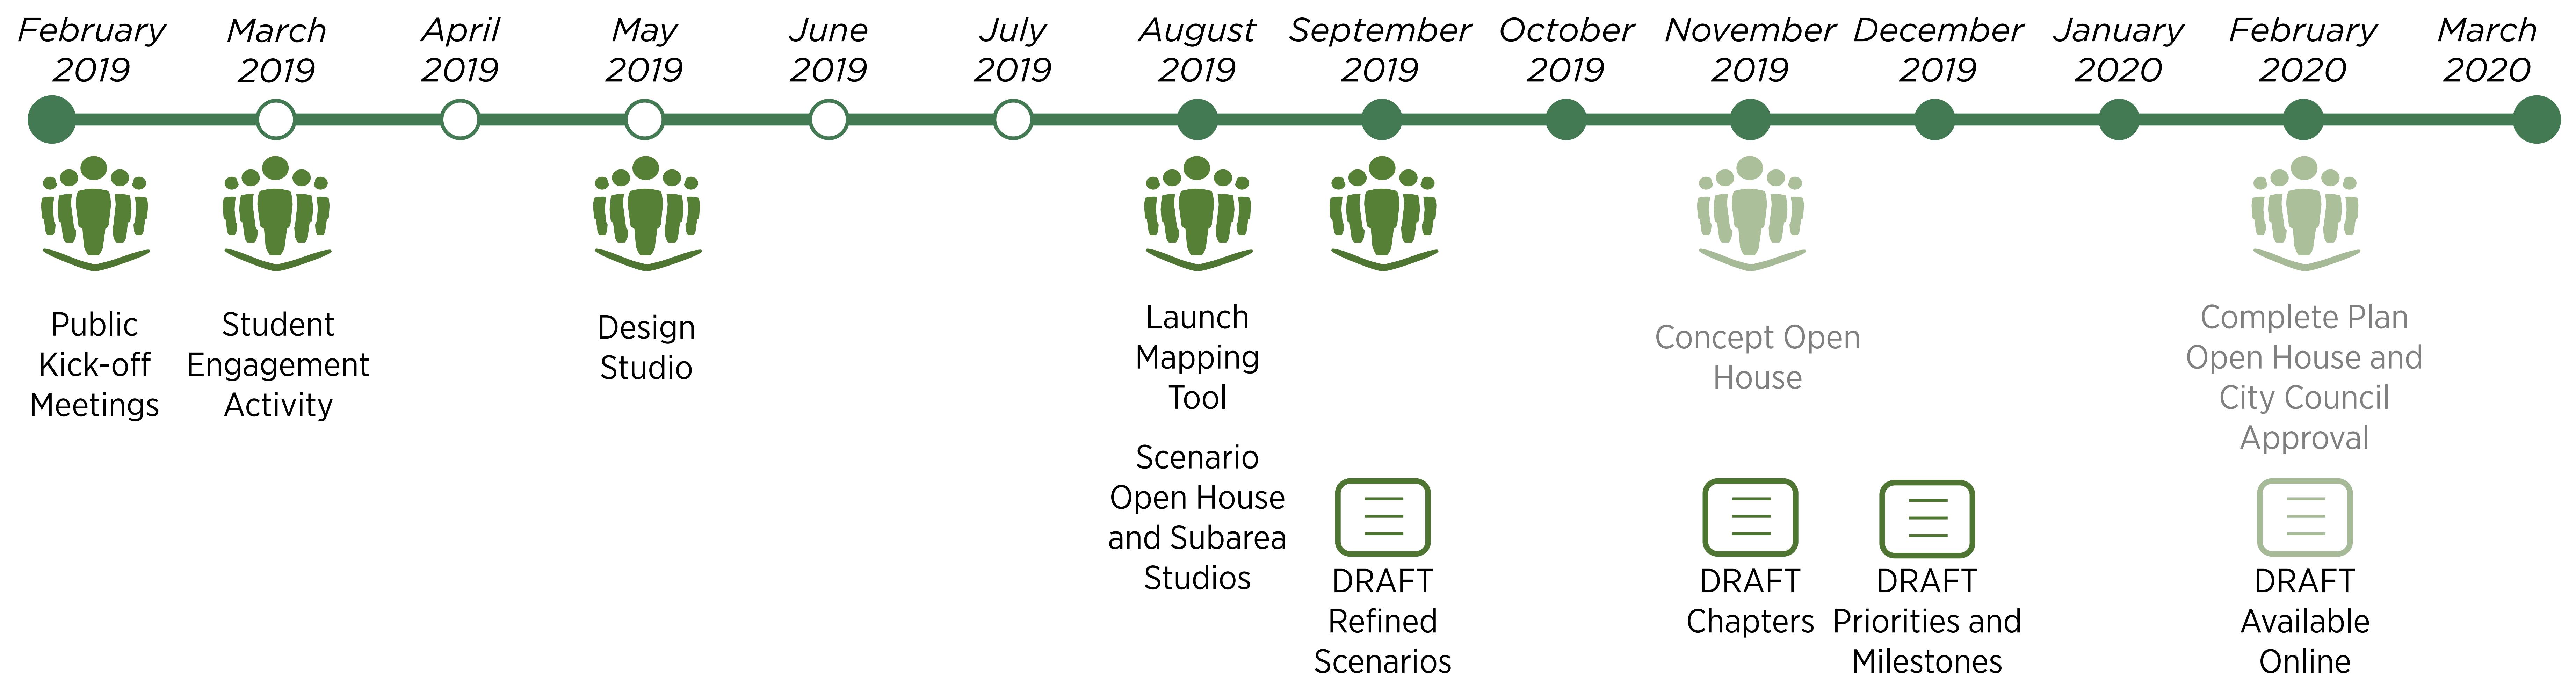 February
2019
March
2019
April
2019
May
2019
June
2019
July
2019
August
2019
September
2019
October
2019
November
2019
December
2019
January
2020
February
2020
March
2020
Public
Kick-off
Meetings
Student
Engagement
Activity
Design
Studio
Launch
Mapping
Tool
Scenario
Open House
and Subarea
Studios
DRAFT
Refined
Scenarios
Concept Open
House
DRAFT
Chapters
DRAFT
Priorities and
Milestones
Complete Plan
Open House and
City Council
Approval
DRAFT
Available
Online